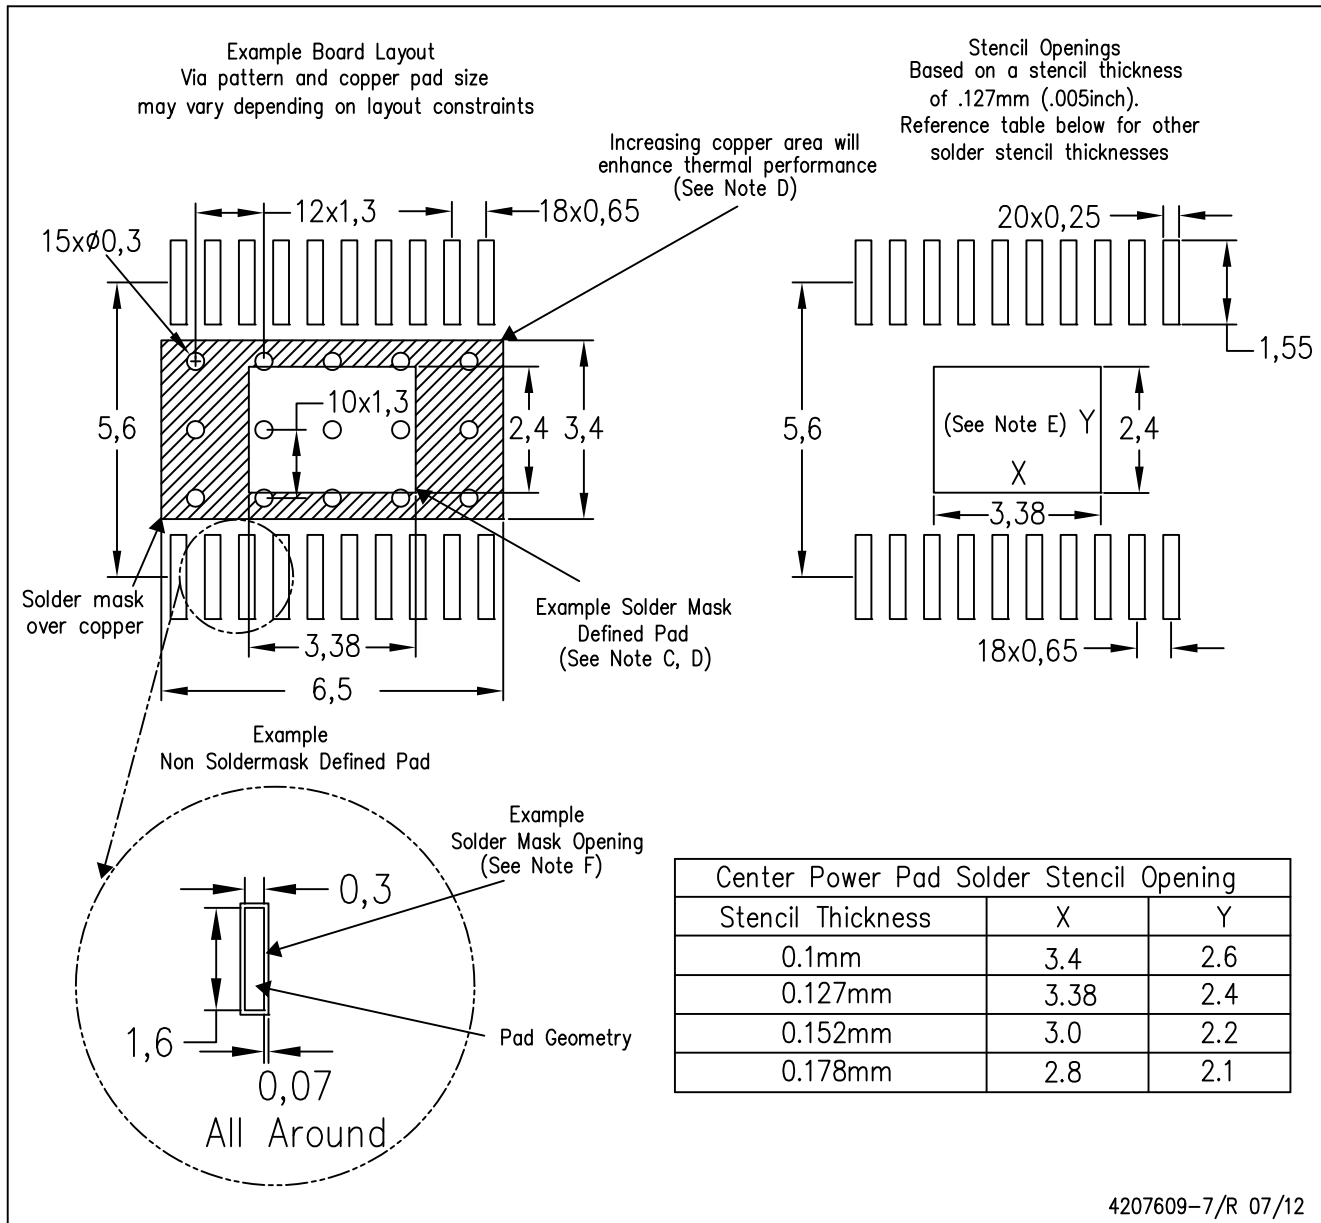 Example Board Layout
Via pattern and copper pad size
may vary depending on layout constraints
Stencil Openings
Based on a stencil thickness
of .127mm (.005inch).
Reference table below for other
solder stencil thicknesses
Increasing copper area will
enhance thermal performance
(See Note D)
12x1,3
18x0,65
15xø0,3
5,6
10x1,3
2,4
3,4
Solder mask
over copper
3,38
6,5
Example Solder Mask
Defined Pad
(See Note C, D)
20x0,25
1,55
5,6
(See Note E)
Y
X
2,4
3,38
18x0,65
Example
Non Soldermask Defined Pad
Example
Solder Mask Opening
(See Note F)
0,3
1,6
Pad Geometry
0,07
All Around
Center Power Pad Solder Stencil Opening
Stencil Thickness X Y
0.1mm 3.4 2.6
0.127mm 3.38 2.4
0.152mm 3.0 2.2
0.178mm 2.8 2.1
4207609-7/R 07/12